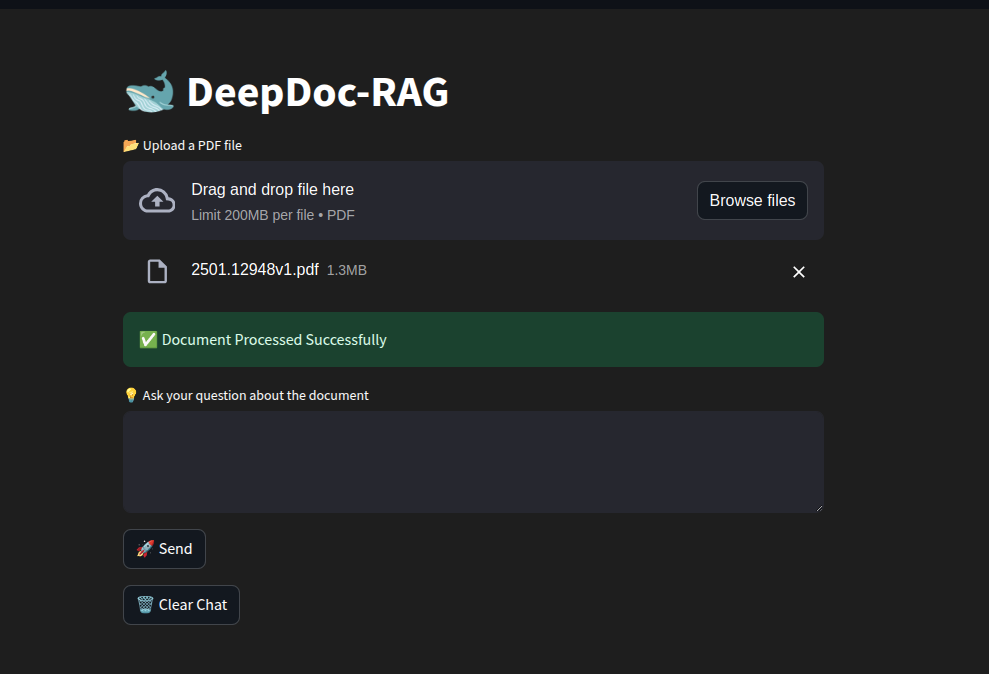 🐳 DeepDoc-RAG
📂 Upload a PDF file
Drag and drop file here
Limit 200MB per file • PDF
Browse files
2501.12948v1.pdf 1.3MB
✅ Document Processed Successfully
💡 Ask your question about the document
🚀 Send
🗑️ Clear Chat